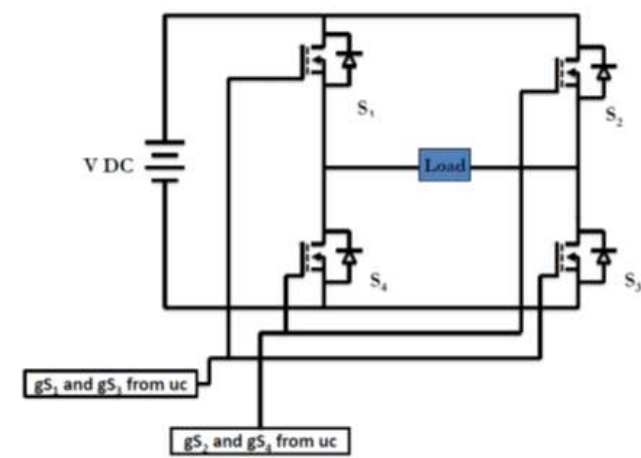 S₁
S₂
V DC
Load
S₄
S₃
gS₁ and gS₃ from uc
gS₂ and gS₄ from uc